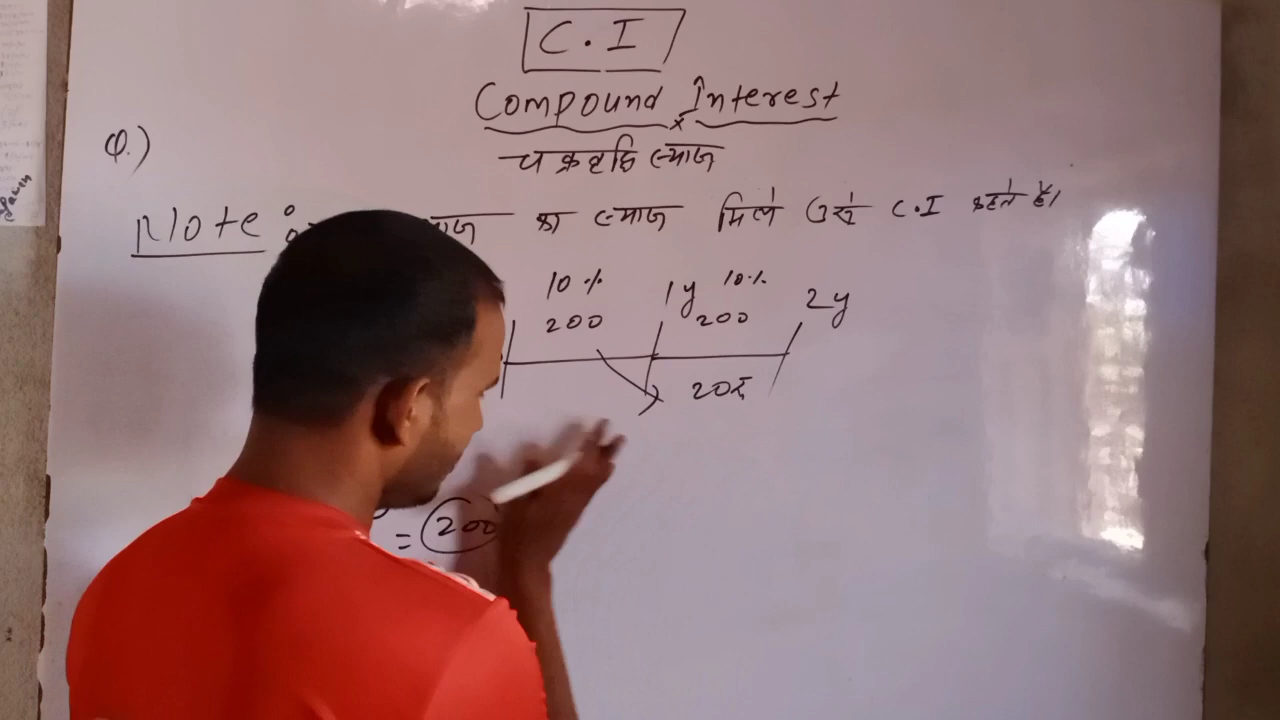 C.I
Compound Interest
चक्रवृद्धि ब्याज
Q.)
Note : का ब्याज मिले उसे C.I कहते है।
10% 1y 10% 2y
200 200
20₹
= 200